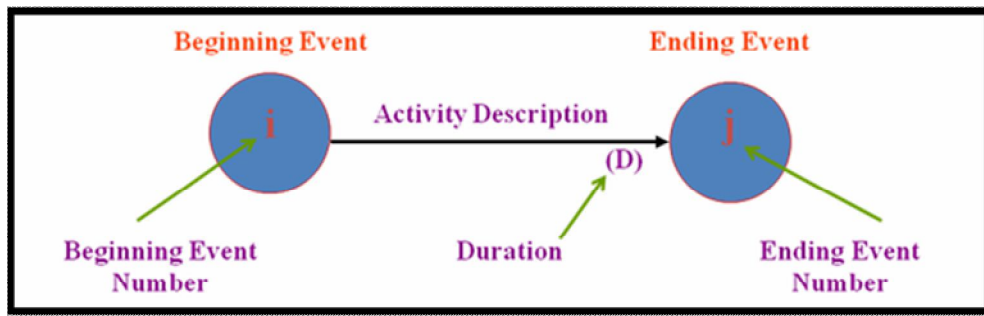 Beginning Event
Ending Event
i
Activity Description
j
(D)
Beginning Event
Number
Duration
Ending Event
Number